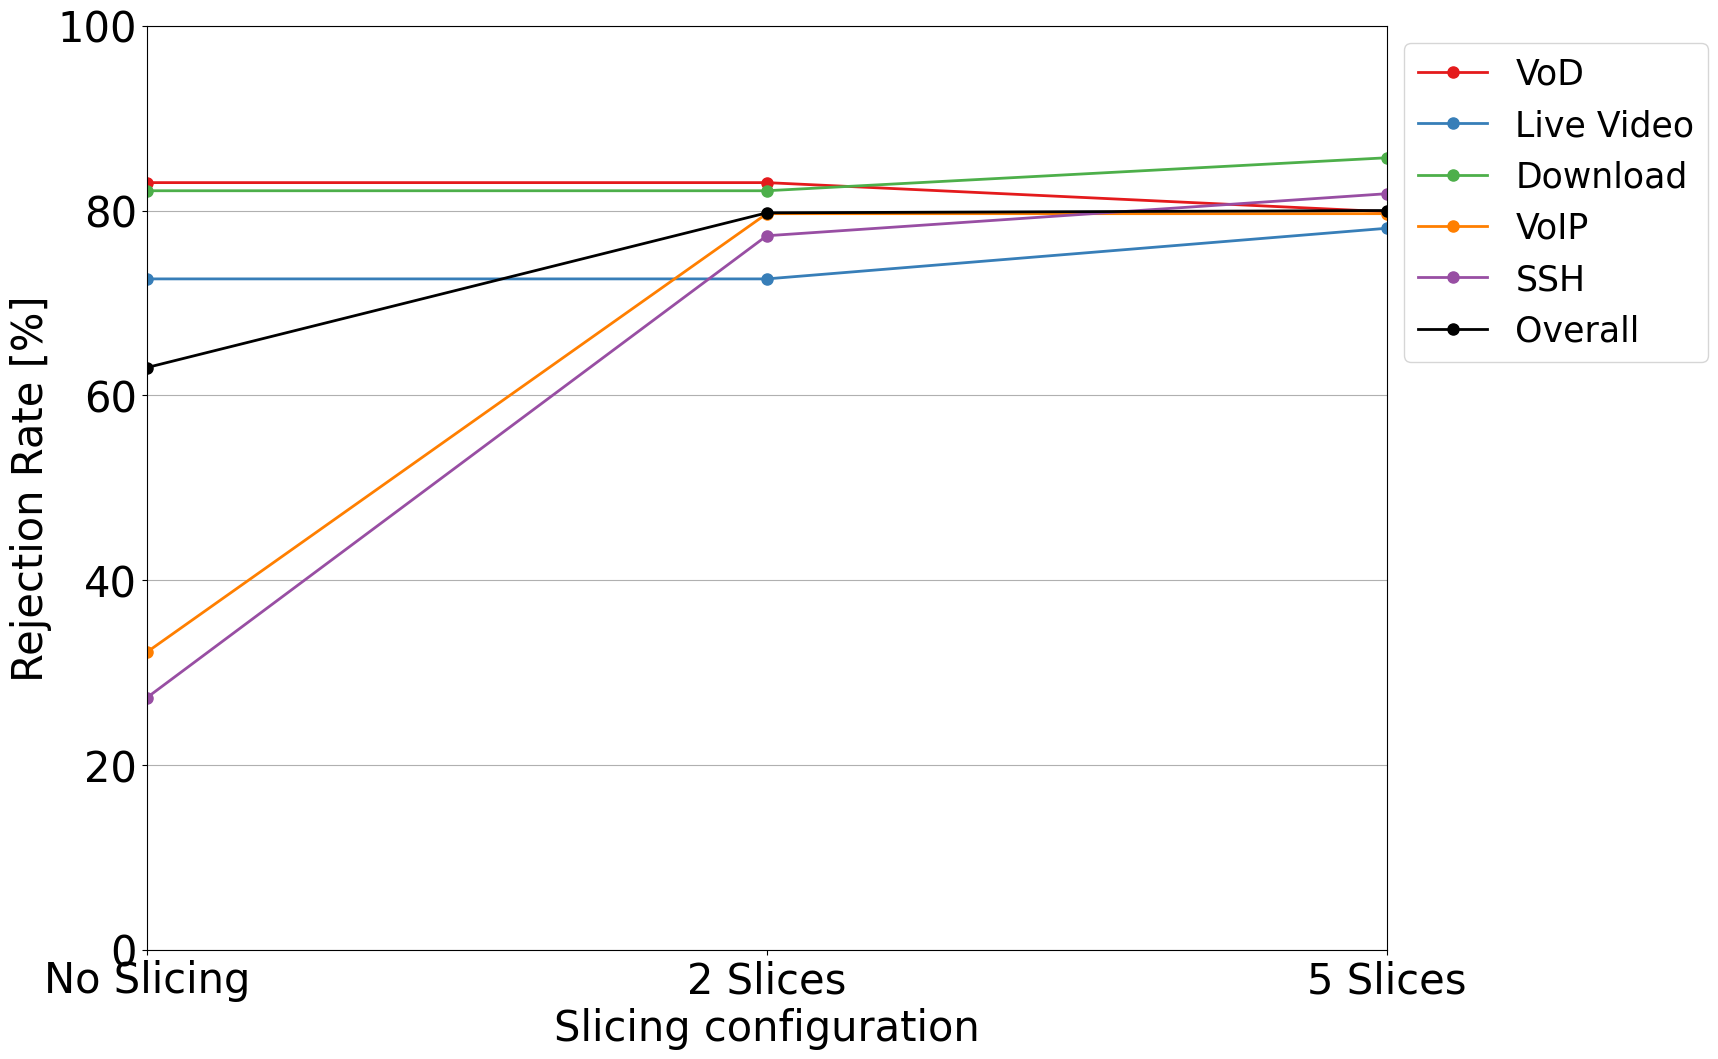 100
80
60
40
20
0
Rejection Rate [%]
No Slicing
2 Slices
5 Slices
Slicing configuration
VoD
Live Video
Download
VoIP
SSH
Overall